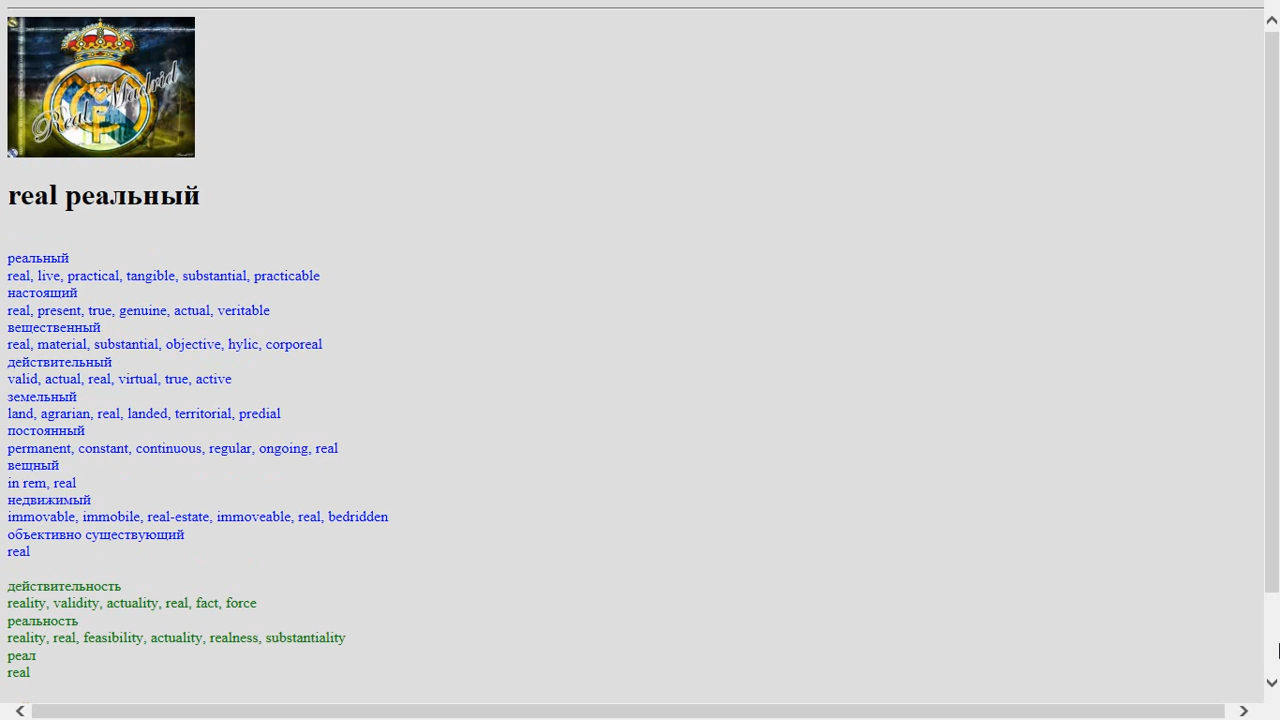 Real Madrid
real реальный
реальный
real, live, practical, tangible, substantial, practicable
настоящий
real, present, true, genuine, actual, veritable
вещественный
real, material, substantial, objective, hylic, corporeal
действительный
valid, actual, real, virtual, true, active
земельный
land, agrarian, real, landed, territorial, predial
постоянный
permanent, constant, continuous, regular, ongoing, real
вещный
in rem, real
недвижимый
immovable, immobile, real-estate, immoveable, real, bedridden
объективно существующий
real
действительность
reality, validity, actuality, real, fact, force
реальность
reality, real, feasibility, actuality, realness, substantiality
реал
real